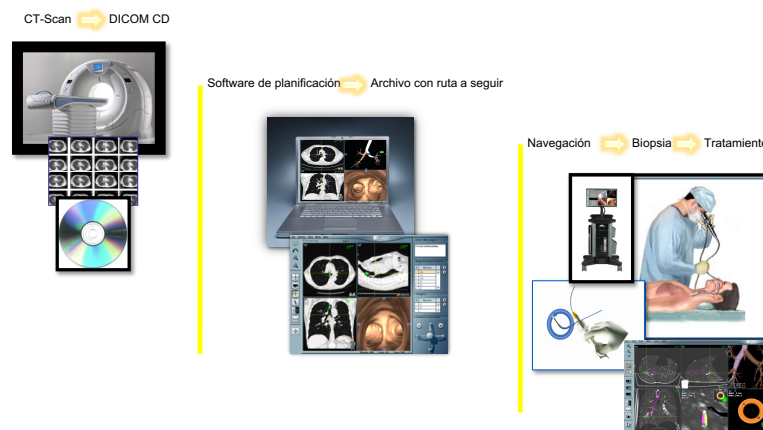 CT-Scan DICOM CD
Software de planificación Archivo con ruta a seguir
Navegación Biopsia Tratamiento